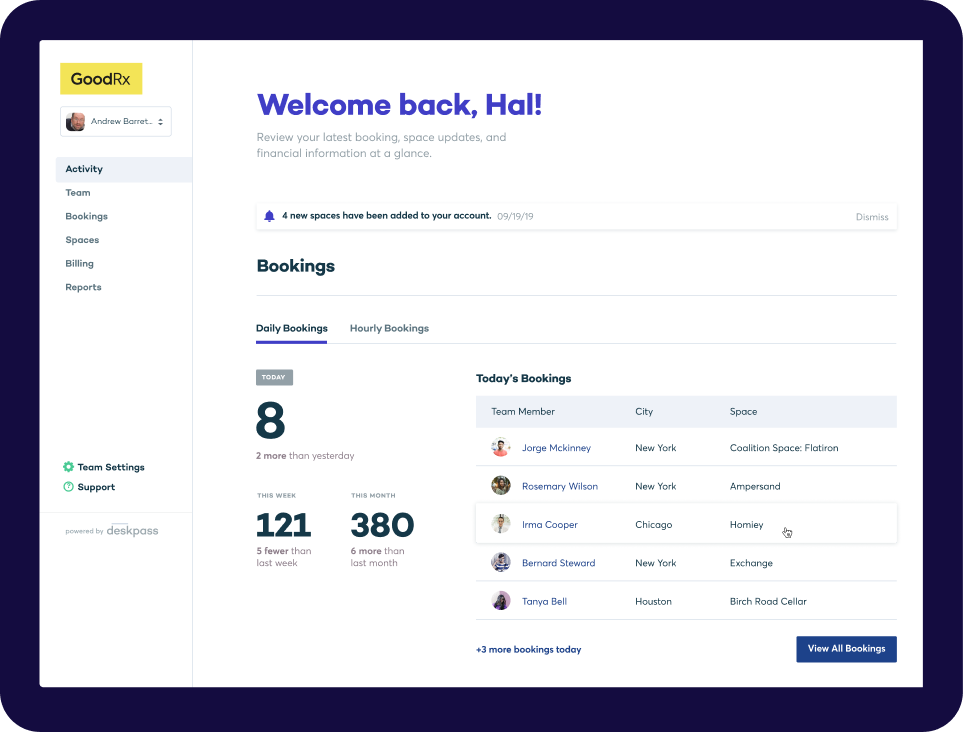 GoodRx
Andrew Barret...
Activity
Team
Bookings
Spaces
Billing
Reports
Team Settings
Support
powered by deskpass
Welcome back, Hal!
Review your latest booking, space updates, and
financial information at a glance.
4 new spaces have been added to your account. 09/19/19 Dismiss
Bookings
Daily Bookings Hourly Bookings
TODAY
8
2 more than yesterday
THIS WEEK
121
5 fewer than
last week
THIS MONTH
380
6 more than
last month
Today's Bookings
Team Member City Space
Jorge Mckinney New York Coalition Space: Flatiron
Rosemary Wilson New York Ampersand
Irma Cooper Chicago Homiey
Bernard Steward New York Exchange
Tanya Bell Houston Birch Road Cellar
+3 more bookings today
View All Bookings